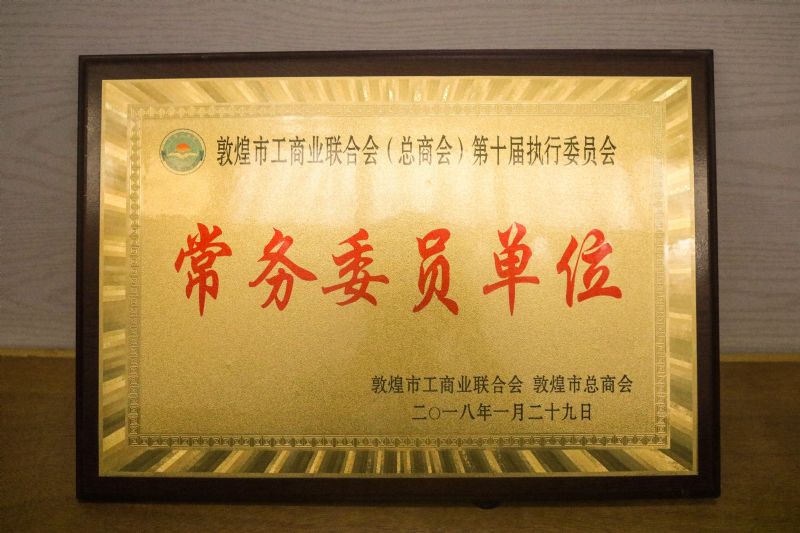 敦煌市工商业联合会（总商会）第十届执行委员会
常务委员单位
敦煌市工商业联合会 敦煌市总商会
二〇一八年一月二十九日